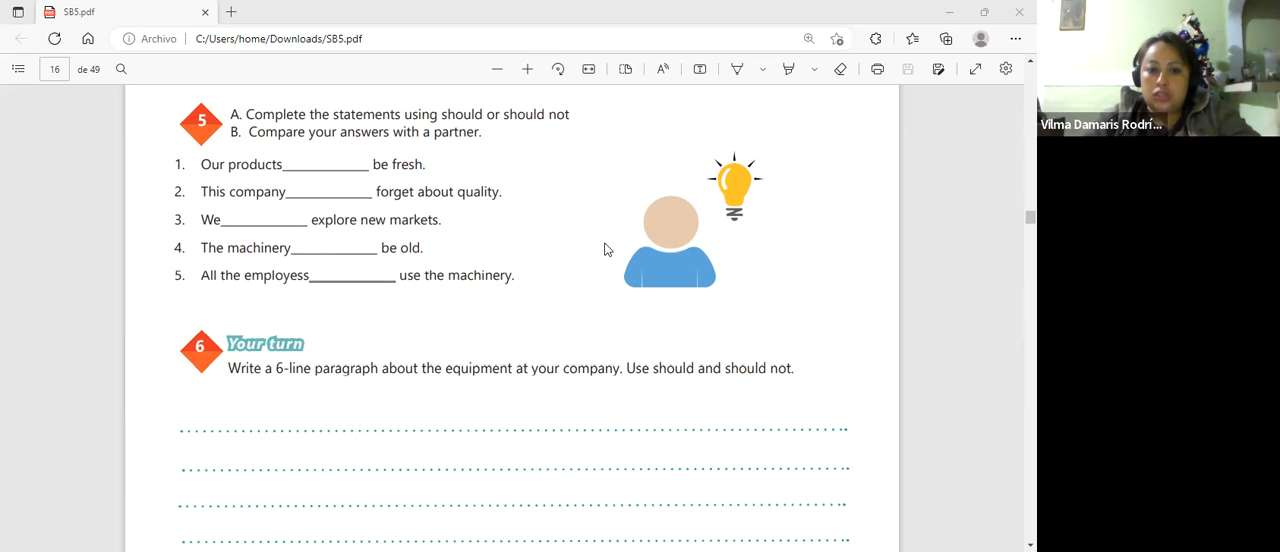 SB5.pdf
Archivo
C:/Users/home/Downloads/SB5.pdf
16
de 49
5
A. Complete the statements using should or should not
B. Compare your answers with a partner.
1. Our products____________ be fresh.
2. This company____________ forget about quality.
3. We____________ explore new markets.
4. The machinery____________ be old.
5. All the employess____________ use the machinery.
6
Your turn
Write a 6-line paragraph about the equipment at your company. Use should and should not.
Vilma Damaris Rodrí...